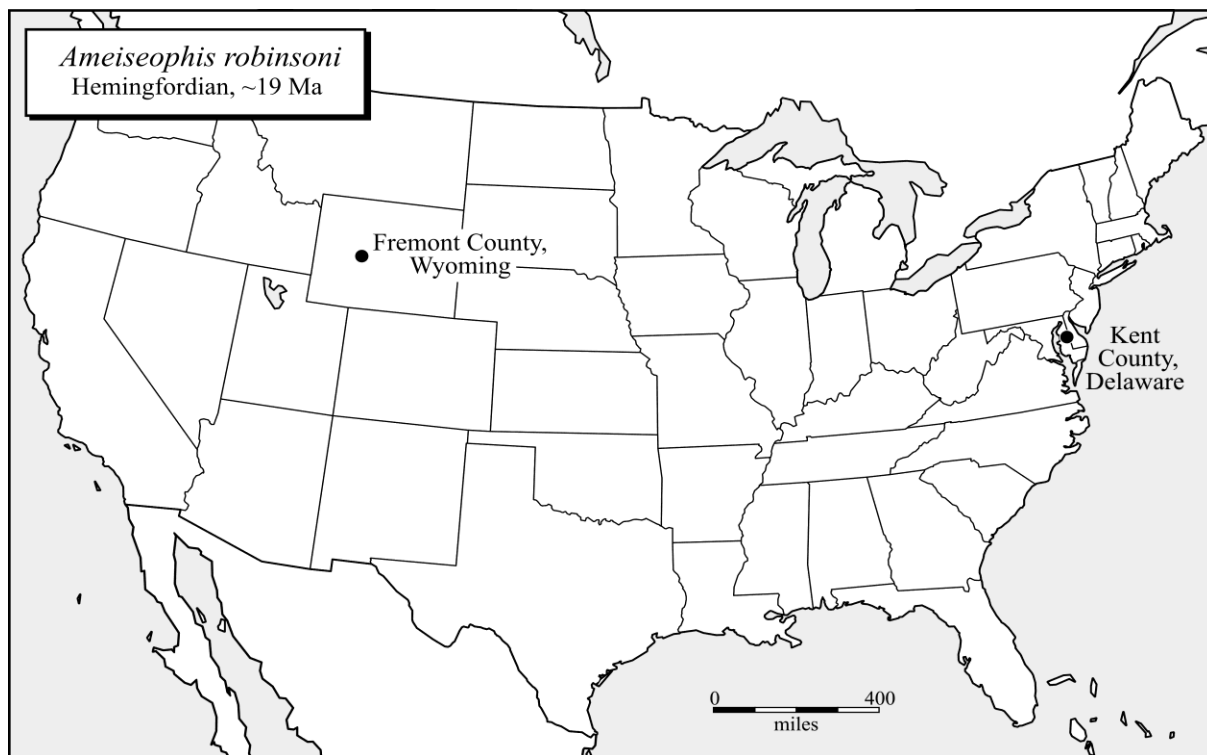 Ameiseophis robinsoni
Hemingfordian, ~19 Ma
Fremont County,
Wyoming
Kent
County,
Delaware
0 400
miles